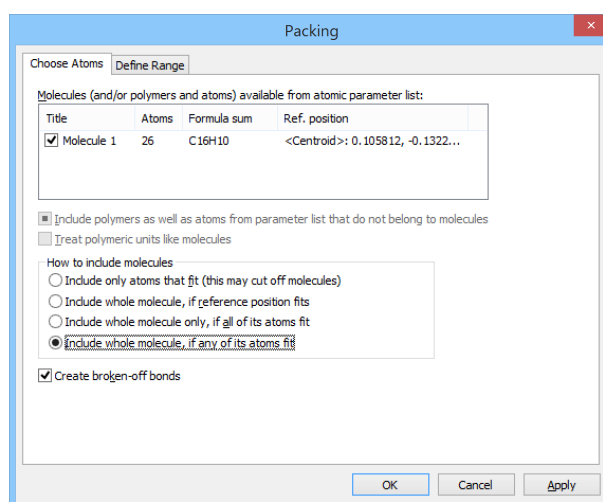 Packing
×
Choose Atoms Define Range
Molecules (and/or polymers and atoms) available from atomic parameter list:
Title Atoms Formula sum Ref. position
Molecule 1 26 C16H10 <Centroid>: 0.105812, -0.1322...
Include polymers as well as atoms from parameter list that do not belong to molecules
Treat polymeric units like molecules
How to include molecules
Include only atoms that fit (this may cut off molecules)
Include whole molecule, if reference position fits
Include whole molecule only, if all of its atoms fit
Include whole molecule, if any of its atoms fit
Create broken-off bonds
OK Cancel Apply